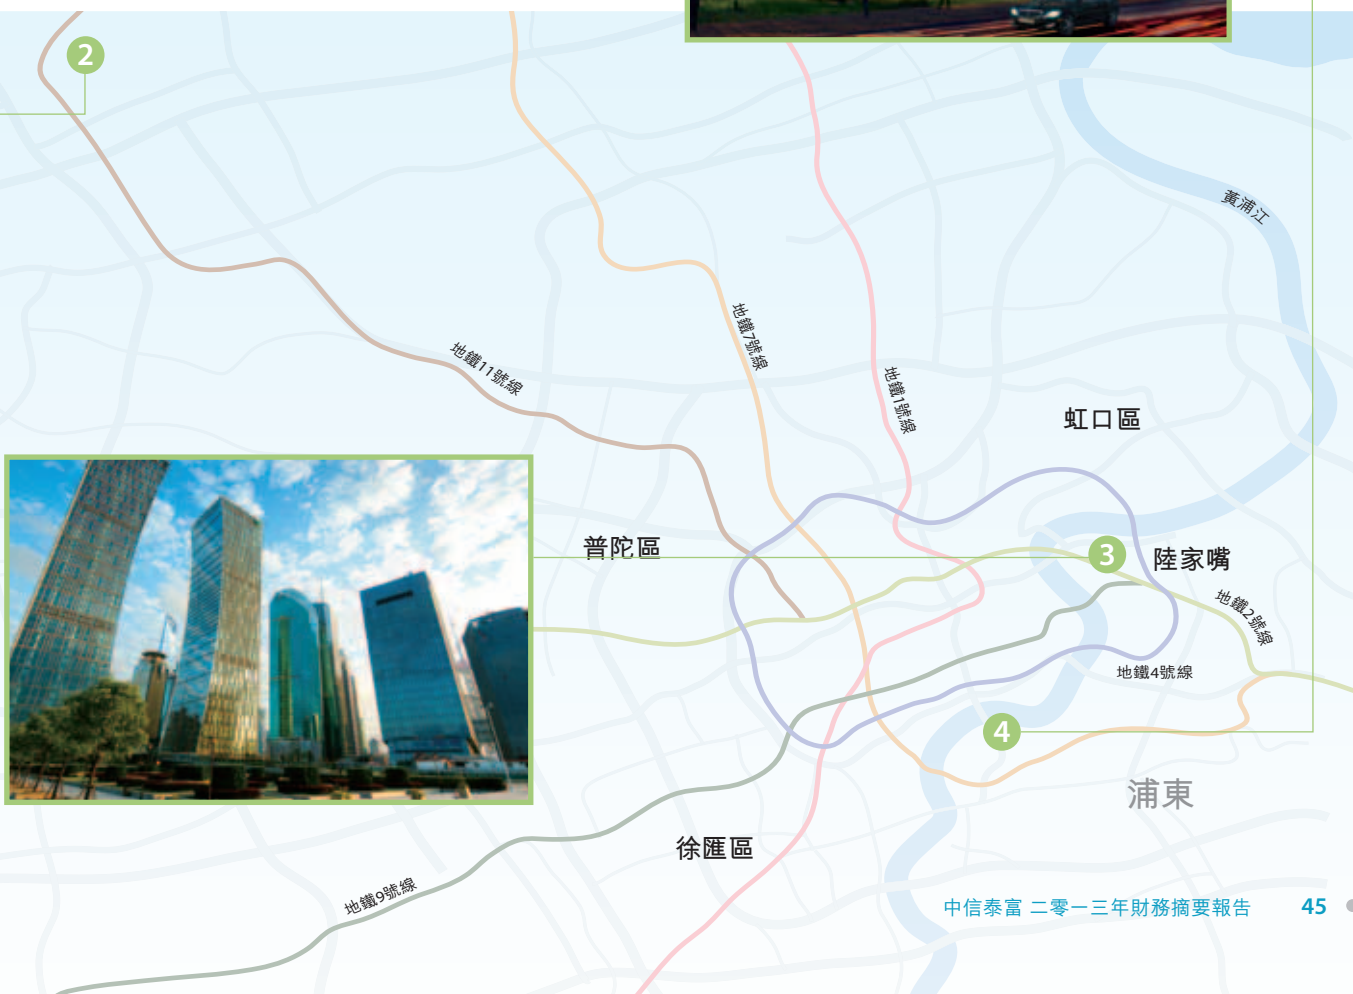 2
黃浦江
地鐵7號線
地鐵11號線
地鐵1號線
虹口區
普陀區
3
陸家嘴
地鐵2號線
地鐵4號線
4
浦東
徐匯區
地鐵9號線
中信泰富 二零一三年財務摘要報告 45